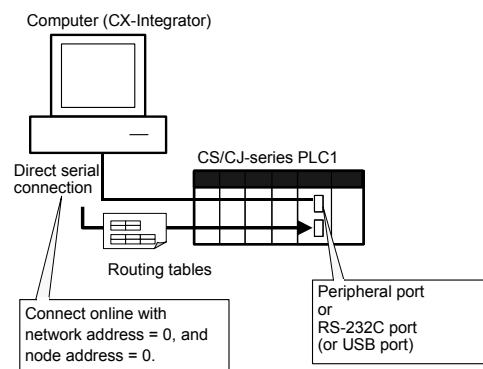 Computer (CX-Integrator)
CS/CJ-series PLC1
Direct serial
connection
Routing tables
Connect online with
network address = 0, and
node address = 0.
Peripheral port
or
RS-232C port
(or USB port)